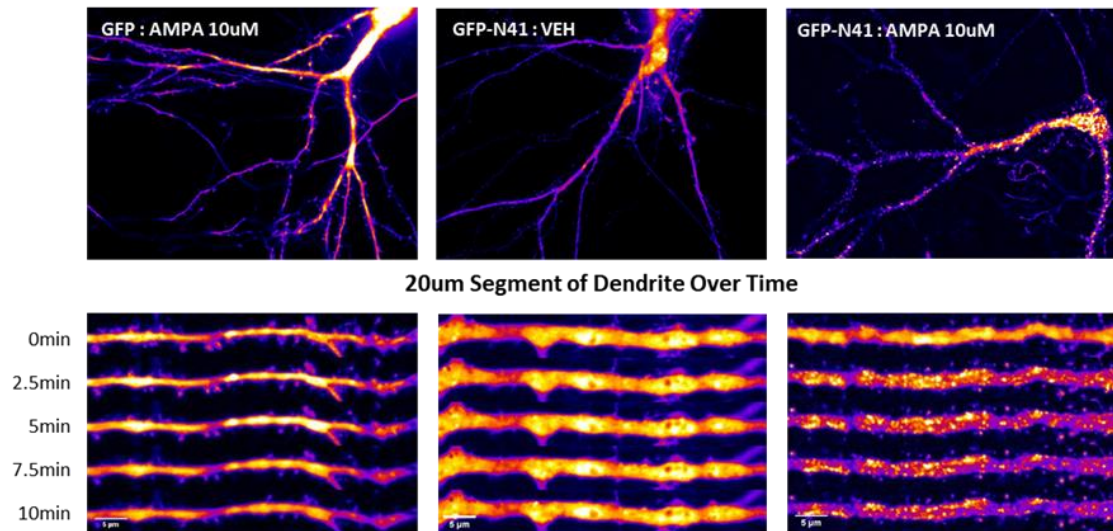 GFP : AMPA 10uM
GFP-N41 : VEH
GFP-N41 : AMPA 10uM
20um Segment of Dendrite Over Time
0min
2.5min
5min
7.5min
10min
5 µm
5 µm
5 µm